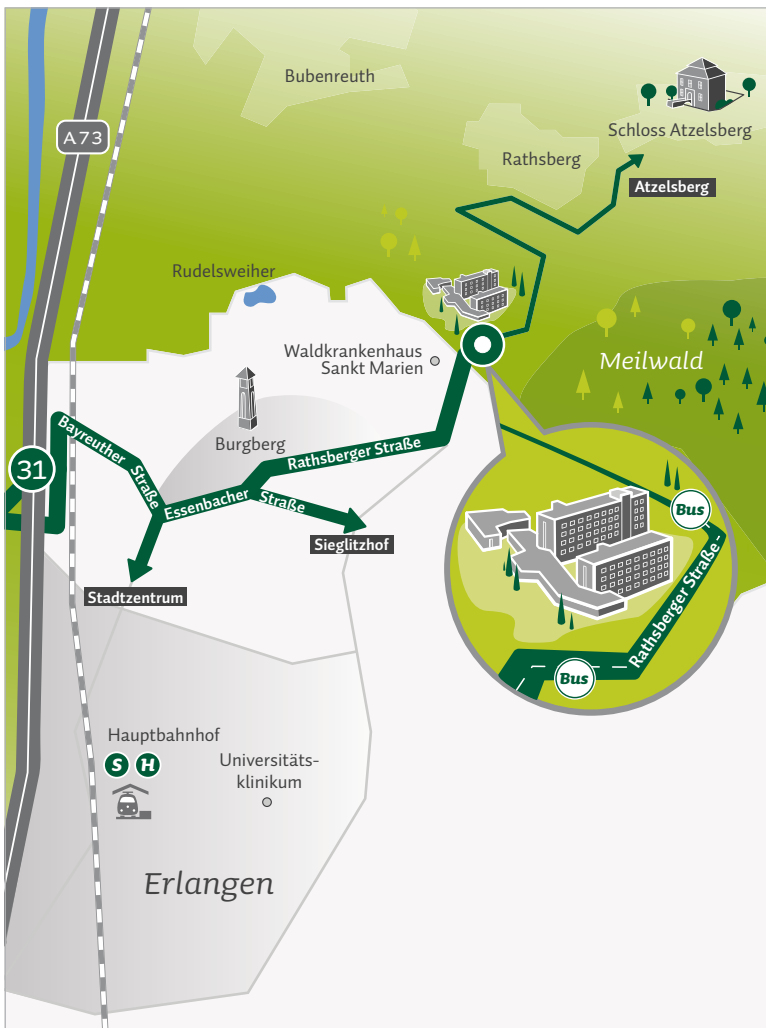 Bubenreuth
A 73
Schloss Atzelsberg
Rathsberg
Atzelsberg
Rudelsweiher
Waldkrankenhaus
Sankt Marien
Meilwald
Burgberg
Bayreuther
Straße
31
Rathsberger Straße
Essenbacher
Straße
Sieglitzhof
Bus
Rathsberger Straße
Stadtzentrum
Bus
Hauptbahnhof
S H
Universitäts-
klinikum
Erlangen